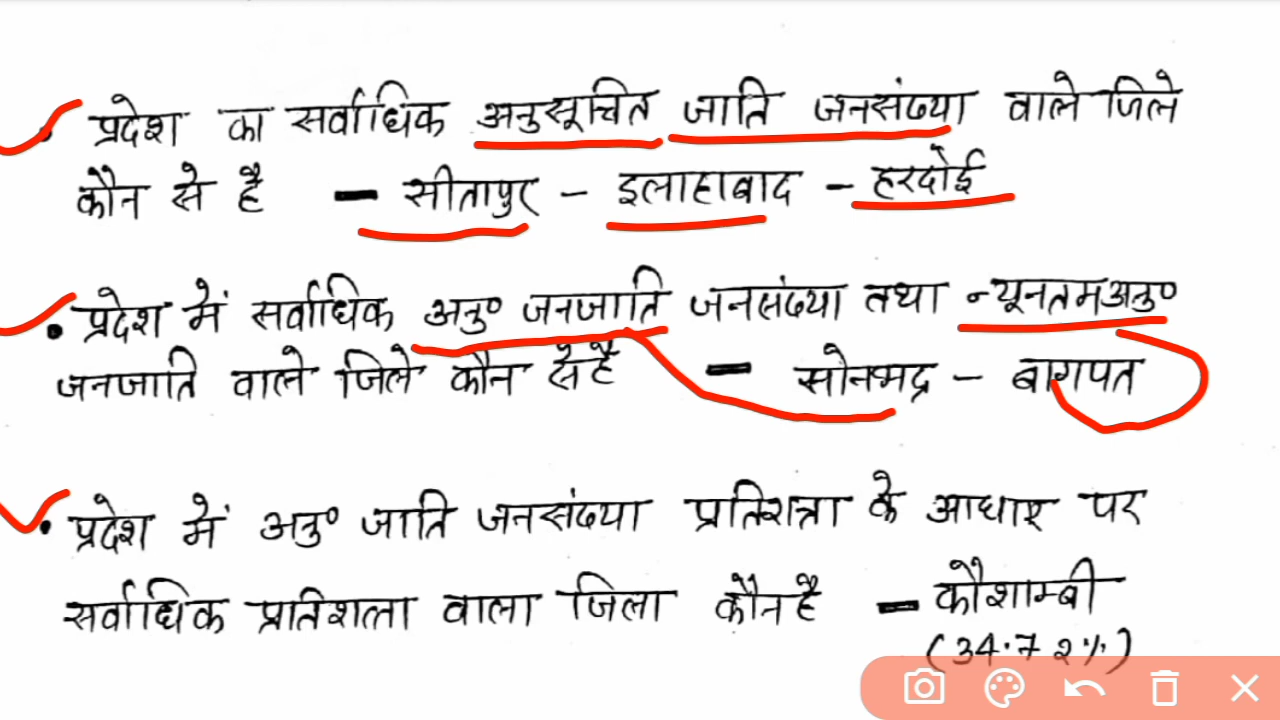 प्रदेश का सर्वाधिक अनुसूचित जाति जनसंख्या वाले जिले
कौन से है - सीतापुर - इलाहाबाद - हरदोई
• प्रदेश में सर्वाधिक अनु० जनजाति जनसंख्या तथा न्यूनतम अनु०
जनजाति वाले जिले कौन से है - सोनभद्र - बागपत
• प्रदेश में अनु० जाति जनसंख्या प्रतिशत्ता के आधार पर
सर्वाधिक प्रतिशत्ता वाला जिला कौन है - कौशाम्बी
(34.72%)